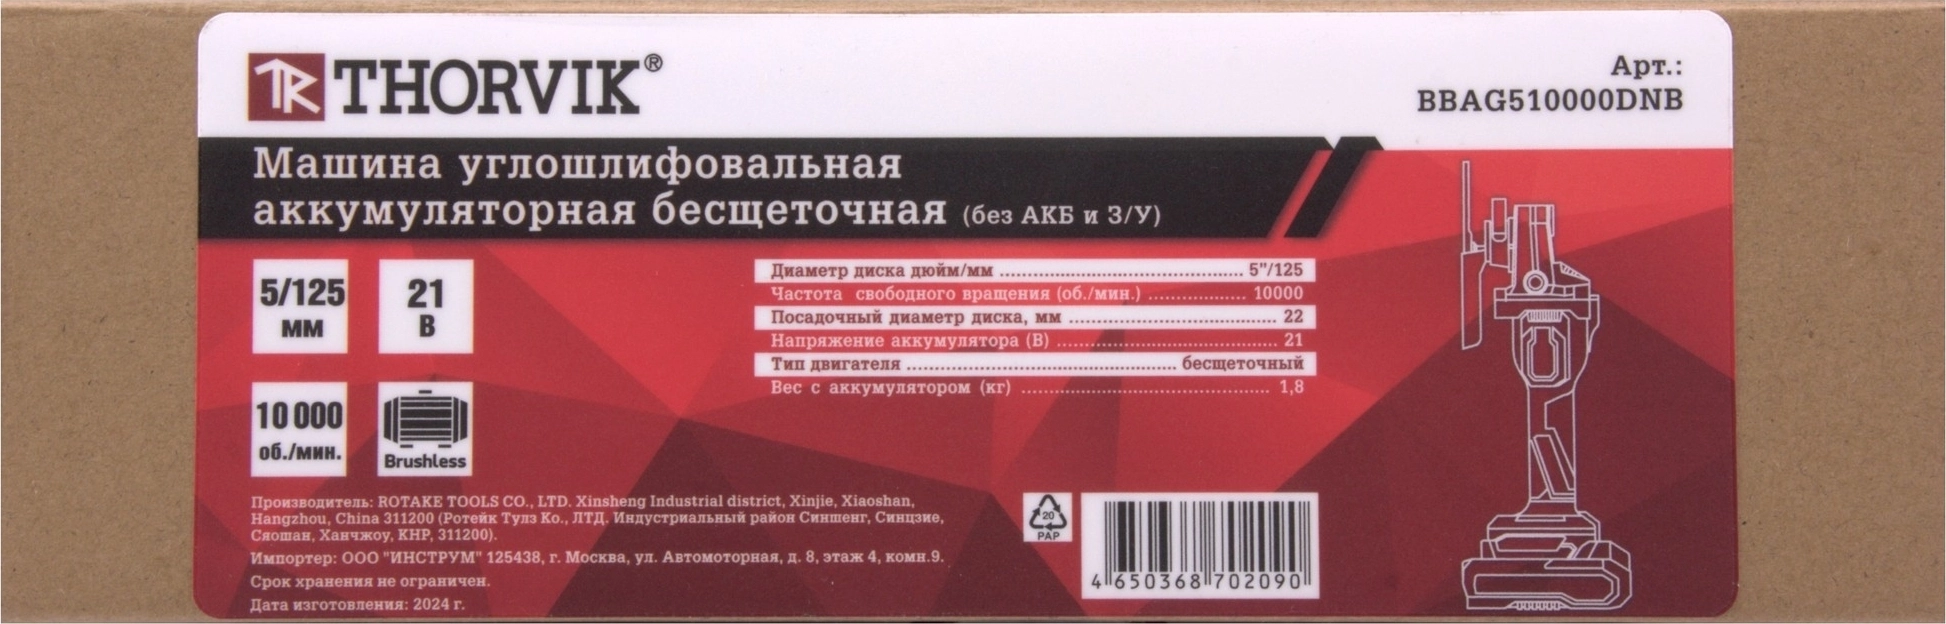 TR THORVIK®
Арт.:
BBAG510000DNB
Машина углошлифовальная
аккумуляторная бесщеточная (без АКБ и З/У)
5/125
мм
21
В
10 000
об./мин.
Brushless
Диаметр диска дюйм/мм ........................................ 5"/125
Частота свободного вращения (об./мин.) .................. 10000
Посадочный диаметр диска, мм ................................... 22
Напряжение аккумулятора (В) ..................................... 21
Тип двигателя ............................................. бесщеточный
Вес с аккумулятором (кг) .......................................... 1,8
Производитель: ROTAKE TOOLS CO., LTD. Xinsheng Industrial district, Xinjie, Xiaoshan,
Hangzhou, China 311200 (Ротейк Тулз Ко., ЛТД. Индустриальный район Синшенг, Синцзие,
Сяошан, Ханчжоу, КНР, 311200).
Импортер: ООО "ИНСТРУМ" 125438, г. Москва, ул. Автомоторная, д. 8, этаж 4, комн.9.
Срок хранения не ограничен.
Дата изготовления: 2024 г.
20
PAP
4 650368 702090